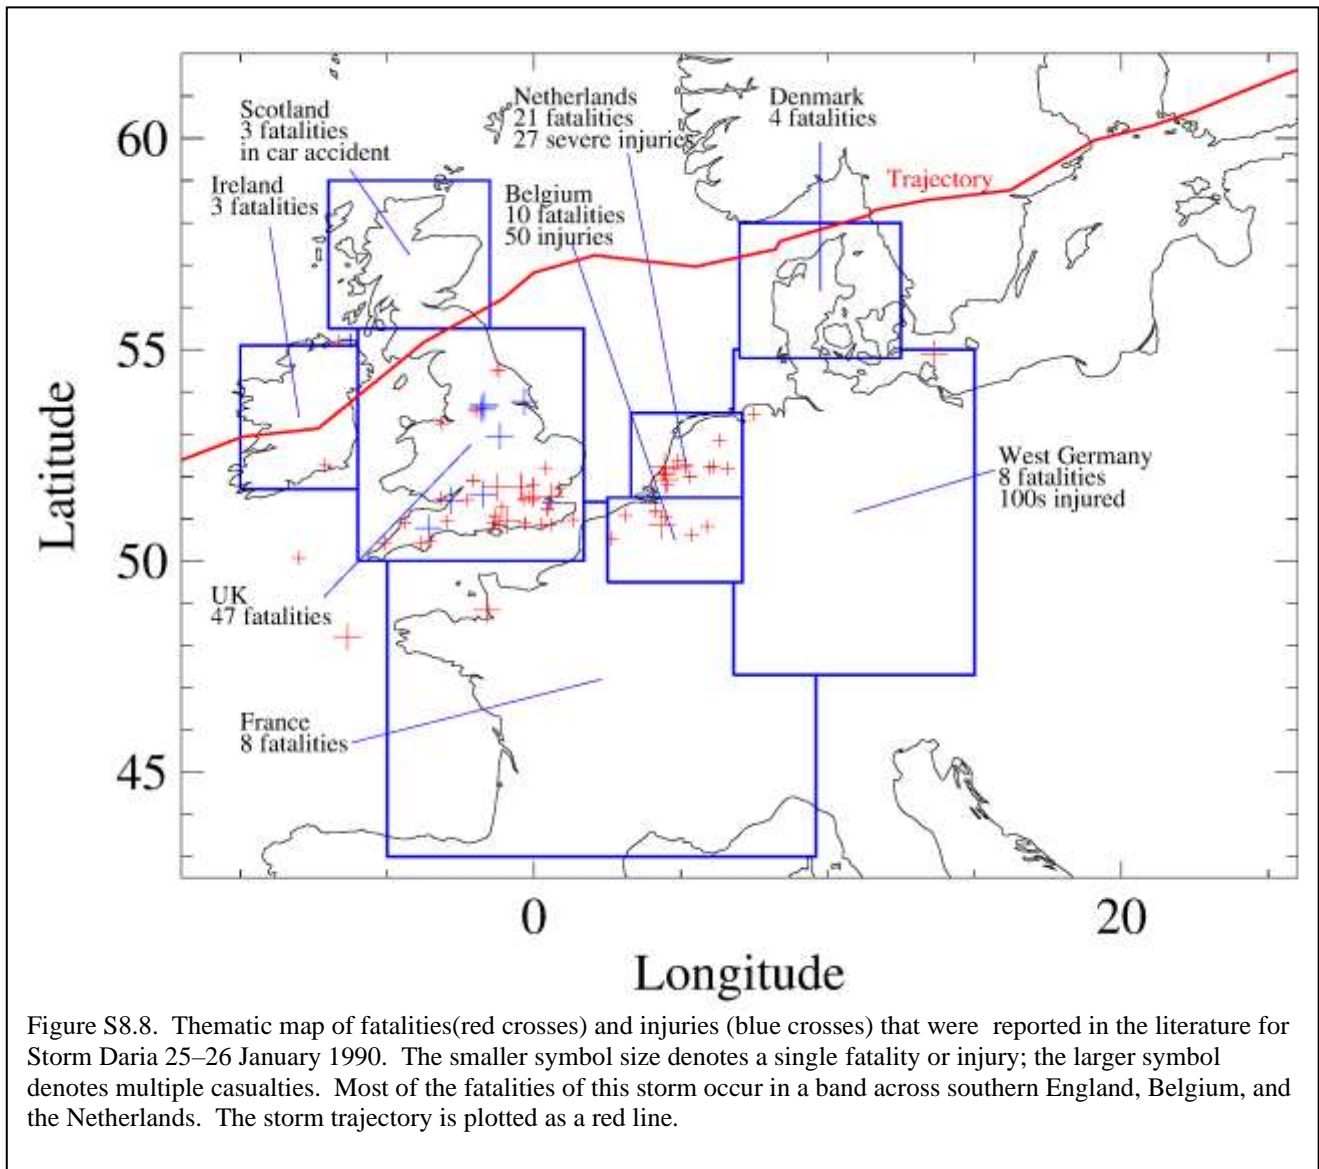 Scotland
3 fatalities
in car accident
Ireland
3 fatalities
Netherlands
21 fatalities
27 severe injuries
Belgium
10 fatalities
50 injuries
Denmark
4 fatalities
Trajectory
West Germany
8 fatalities
100s injured
UK
47 fatalities
France
8 fatalities
60
55
50
45
Latitude
0
20
Longitude
Figure S8.8. Thematic map of fatalities(red crosses) and injuries (blue crosses) that were reported in the literature for
Storm Daria 25–26 January 1990. The smaller symbol size denotes a single fatality or injury; the larger symbol
denotes multiple casualties. Most of the fatalities of this storm occur in a band across southern England, Belgium, and
the Netherlands. The storm trajectory is plotted as a red line.